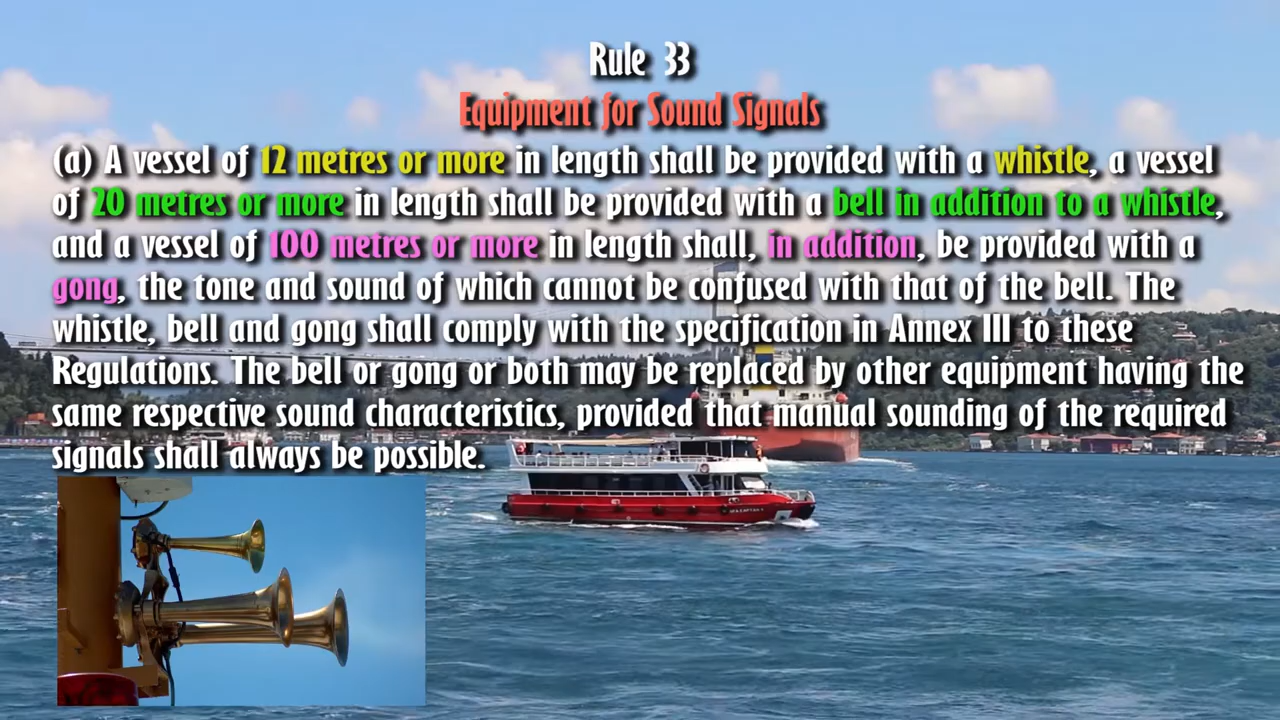 Rule 33
Equipment for Sound Signals
(a) A vessel of 12 metres or more in length shall be provided with a whistle, a vessel
of 20 metres or more in length shall be provided with a bell in addition to a whistle,
and a vessel of 100 metres or more in length shall, in addition, be provided with a
gong, the tone and sound of which cannot be confused with that of the bell. The
whistle, bell and gong shall comply with the specification in Annex III to these
Regulations. The bell or gong or both may be replaced by other equipment having the
same respective sound characteristics, provided that manual sounding of the required
signals shall always be possible.